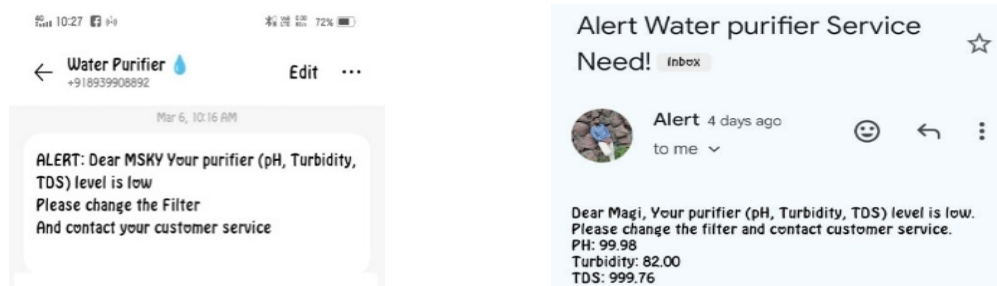 10:27
72%
Water Purifier
Edit
+918939908892
Mar 6, 10:16 AM
ALERT: Dear MSKY Your purifier (pH, Turbidity,
TDS) level is low
Please change the Filter
And contact your customer service
Alert Water purifier Service
Need! Inbox
Alert 4 days ago
to me
Dear Magi, Your purifier (pH, Turbidity, TDS) level is low.
Please change the filter and contact customer service.
PH: 99.98
Turbidity: 82.00
TDS: 999.76